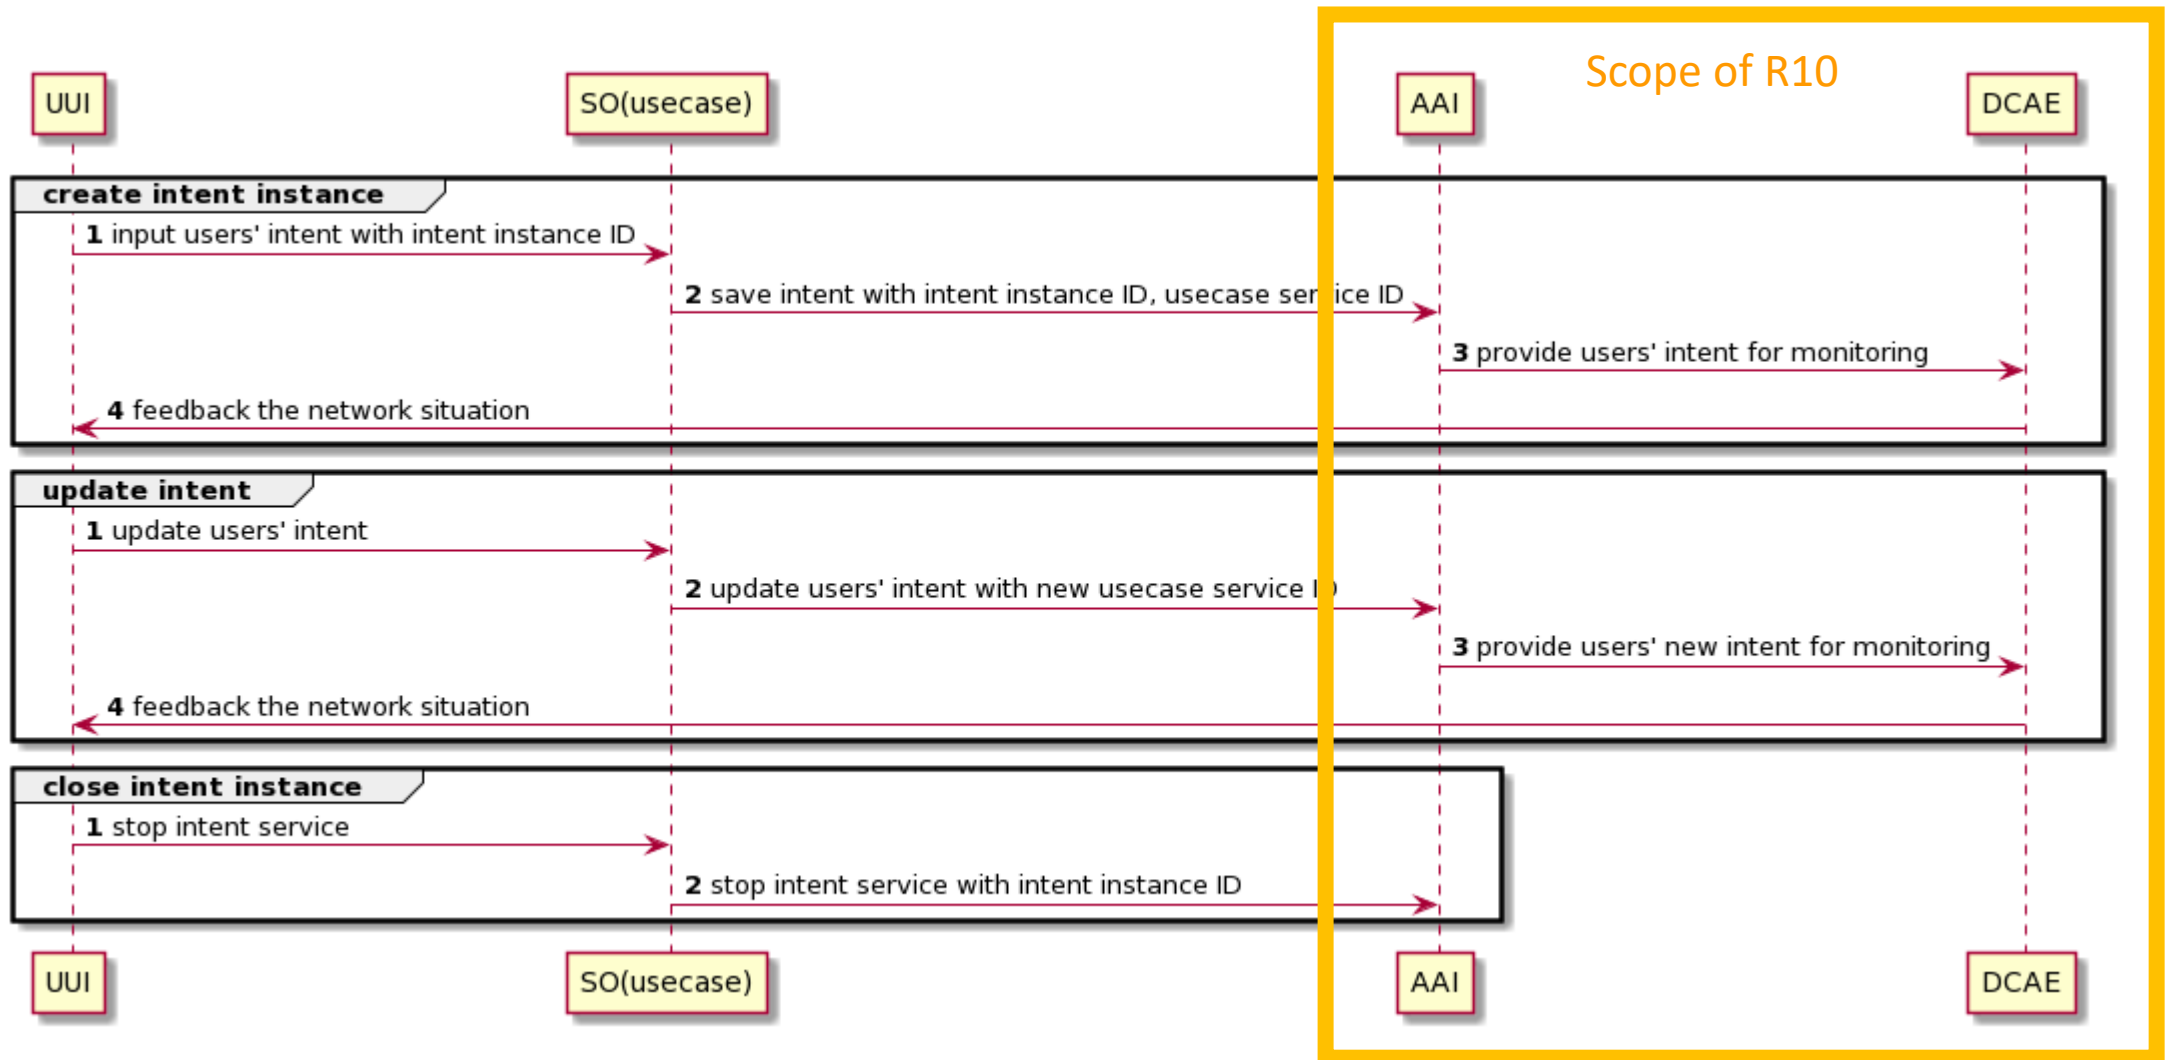 Scope of R10
UUI
SO(usecase)
AAI
DCAE
create intent instance
1 input users' intent with intent instance ID
2 save intent with intent instance ID, usecase service ID
3 provide users' intent for monitoring
4 feedback the network situation
update intent
1 update users' intent
2 update users' intent with new usecase service ID
3 provide users' new intent for monitoring
4 feedback the network situation
close intent instance
1 stop intent service
2 stop intent service with intent instance ID
UUI
SO(usecase)
AAI
DCAE